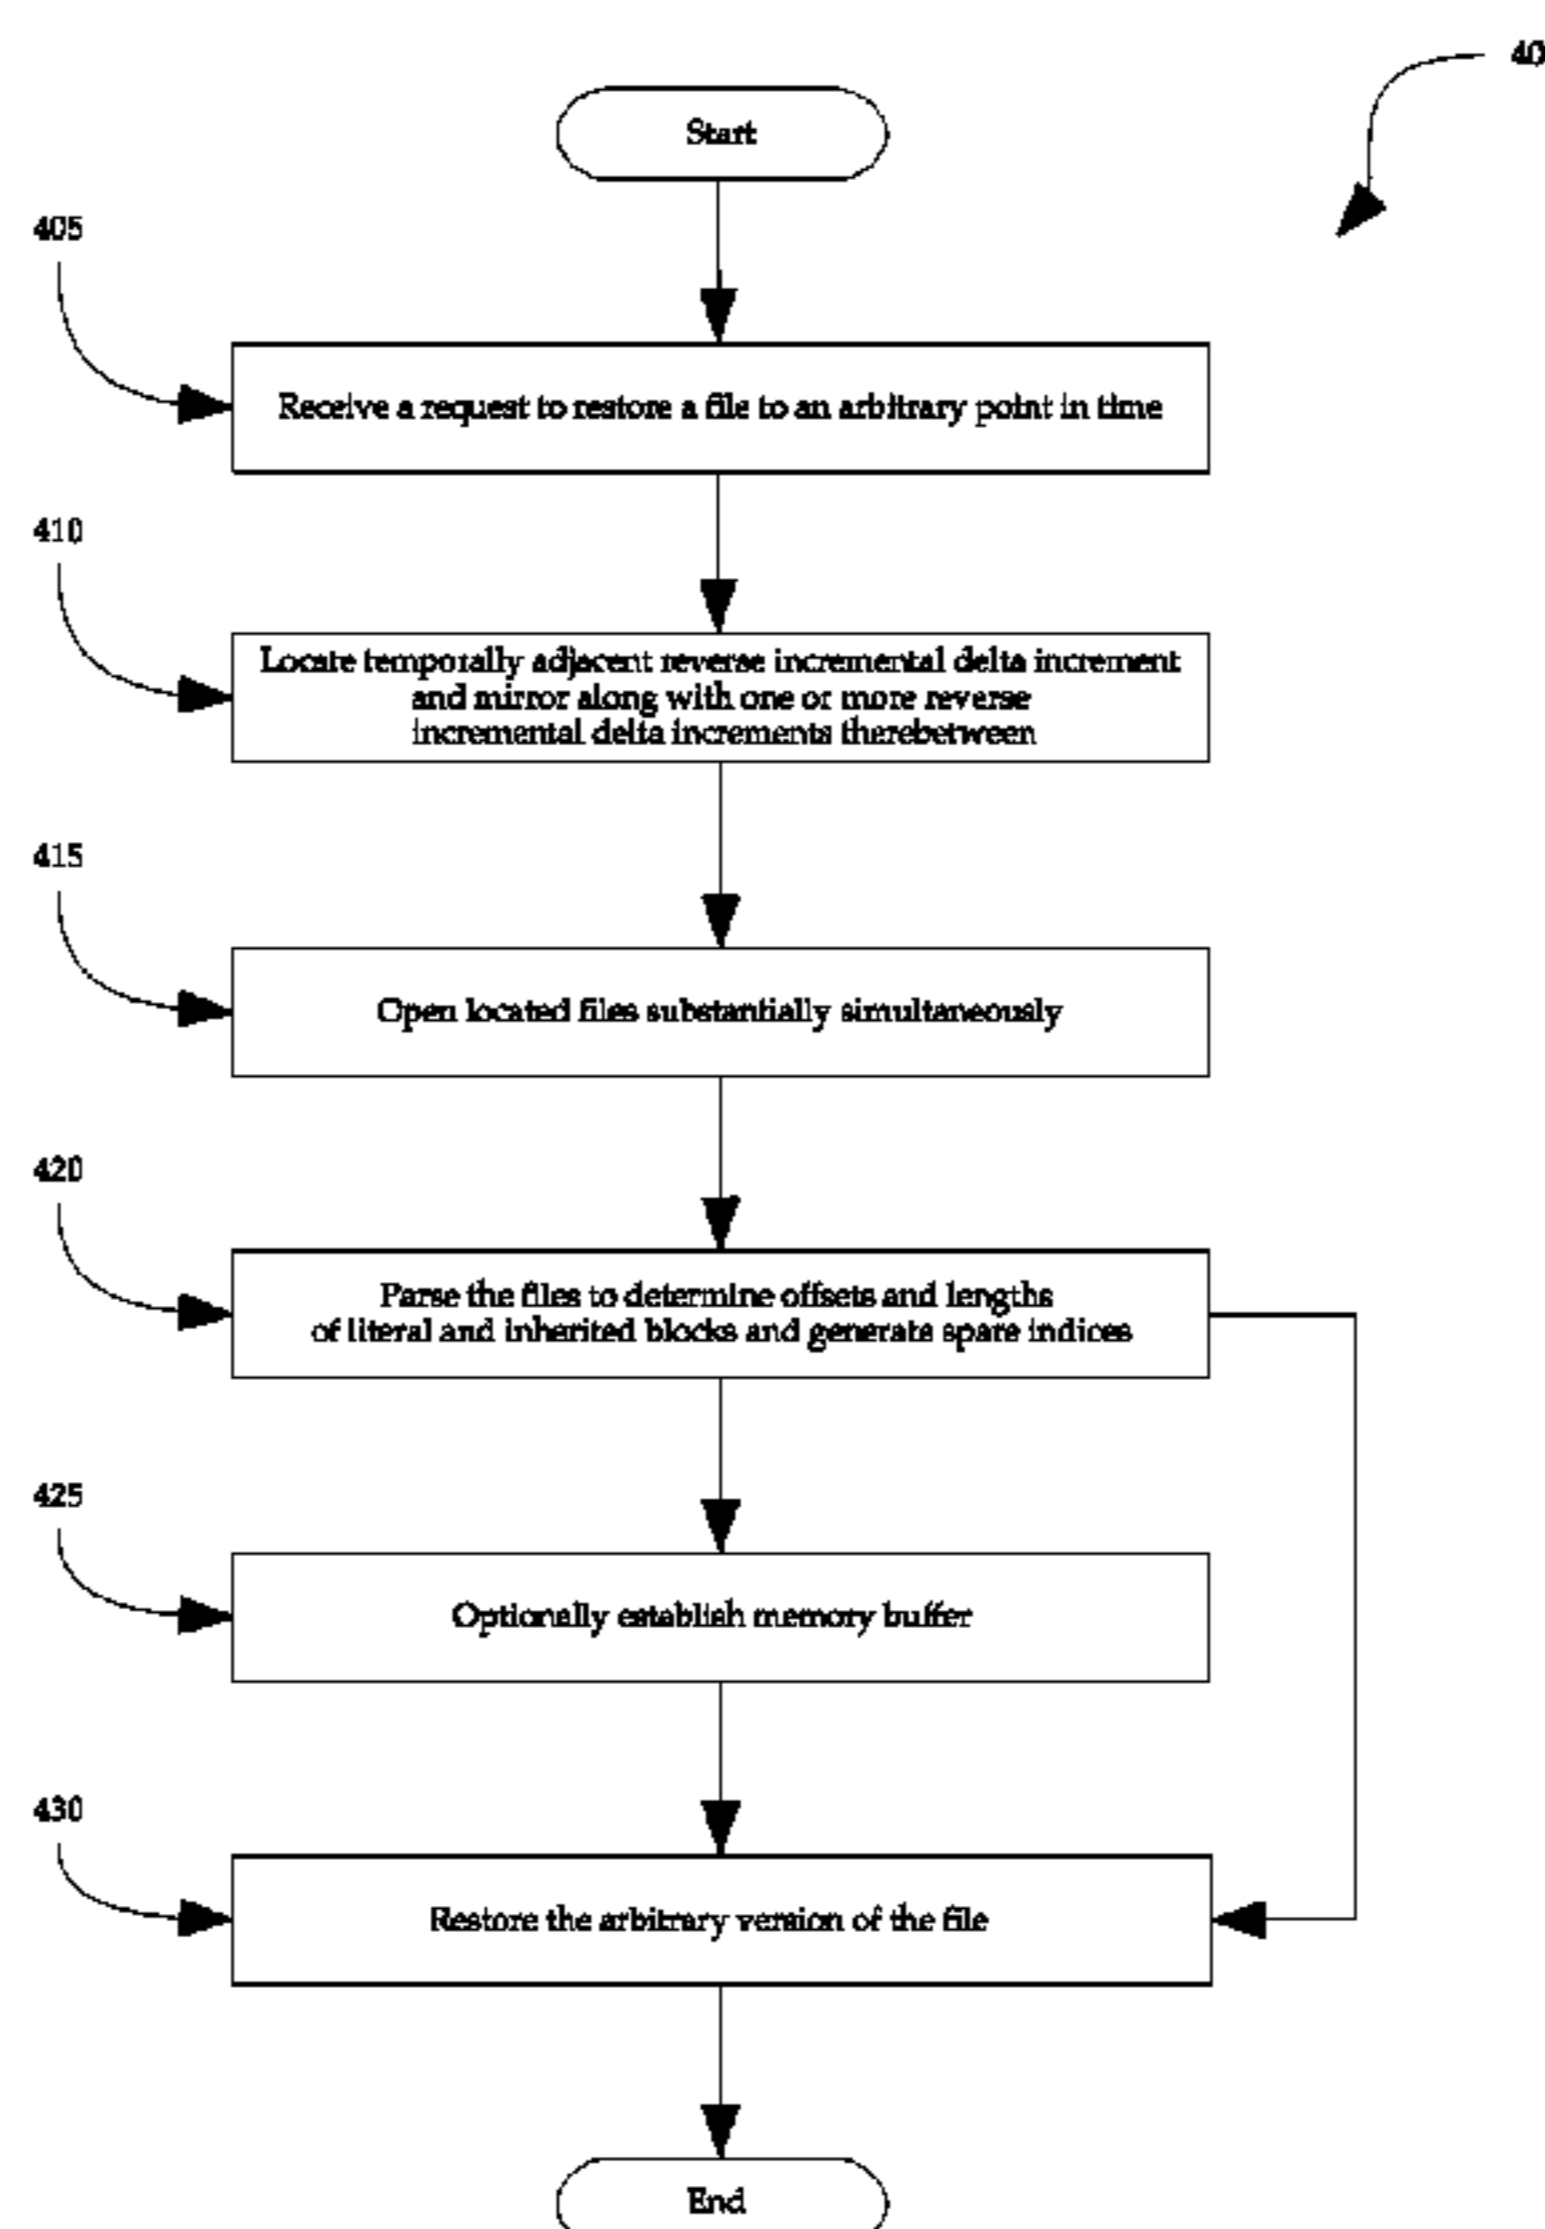 40
Start
405
Receive a request to restore a file to an arbitrary point in time
410
Locate temporally adjacent reverse incremental delta increment
and mirror along with one or more reverse
incremental delta increments therebetween
415
Open located files substantially simultaneously
420
Parse the files to determine offsets and lengths
of literal and inherited blocks and generate spare indices
425
Optionally establish memory buffer
430
Restore the arbitrary version of the file
End